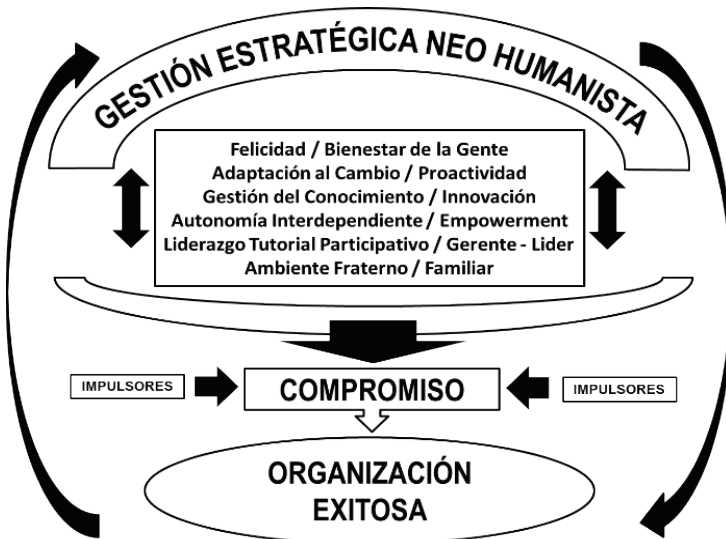 GESTIÓN ESTRATÉGICA NEO HUMANISTA
Felicidad / Bienestar de la Gente
Adaptación al Cambio / Proactividad
Gestión del Conocimiento / Innovación
Autonomía Interdependiente / Empowerment
Liderazgo Tutorial Participativo / Gerente - Lider
Ambiente Fraterno / Familiar
IMPULSORES
COMPROMISO
IMPULSORES
ORGANIZACIÓN
EXITOSA